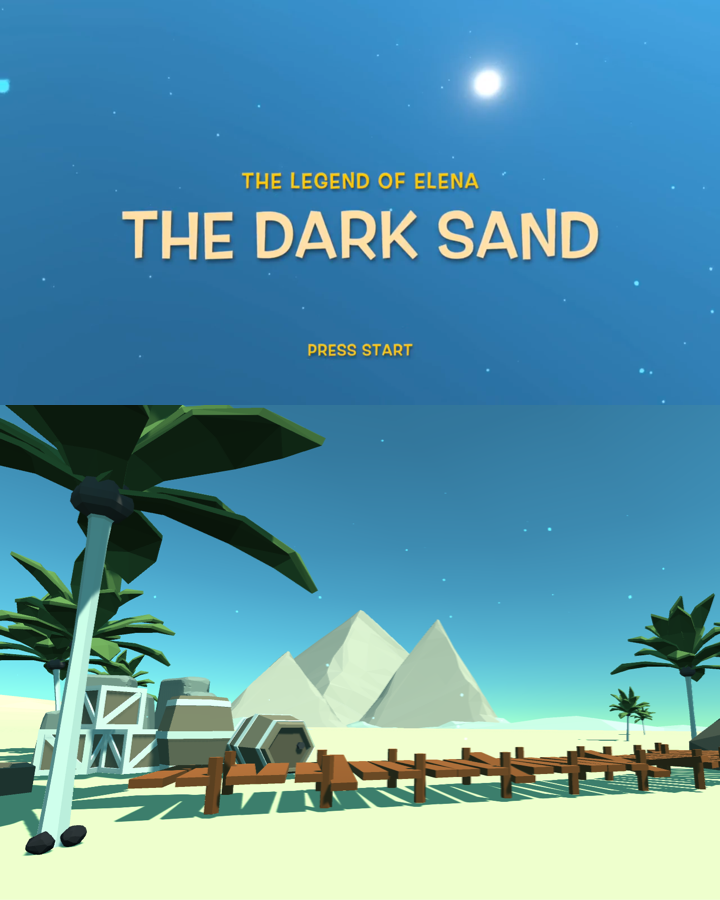 THE LEGEND OF ELENA
THE DARK SAND
PRESS START